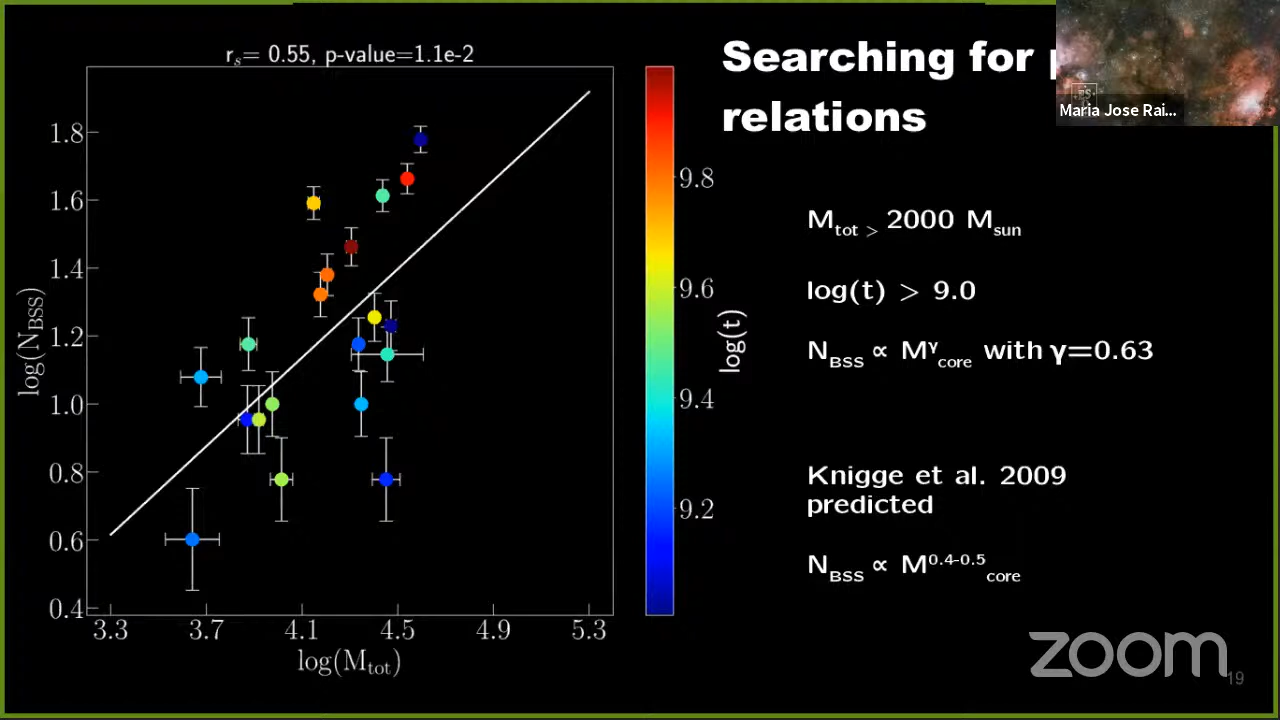 r_s= 0.55, p-value=1.1e-2
1.8
1.6
1.4
1.2
1.0
0.8
0.6
0.4
log(N_BSS)
3.3 3.7 4.1 4.5 4.9 5.3
log(M_tot)
9.8
9.6
9.4
9.2
log(t)
Searching for
relations
Maria Jose Rai...
M_tot > 2000 M_sun
log(t) > 9.0
N_BSS ∝ M^γ_core with γ=0.63
Knigge et al. 2009
predicted
N_BSS ∝ M^0.4-0.5_core
zoom
19